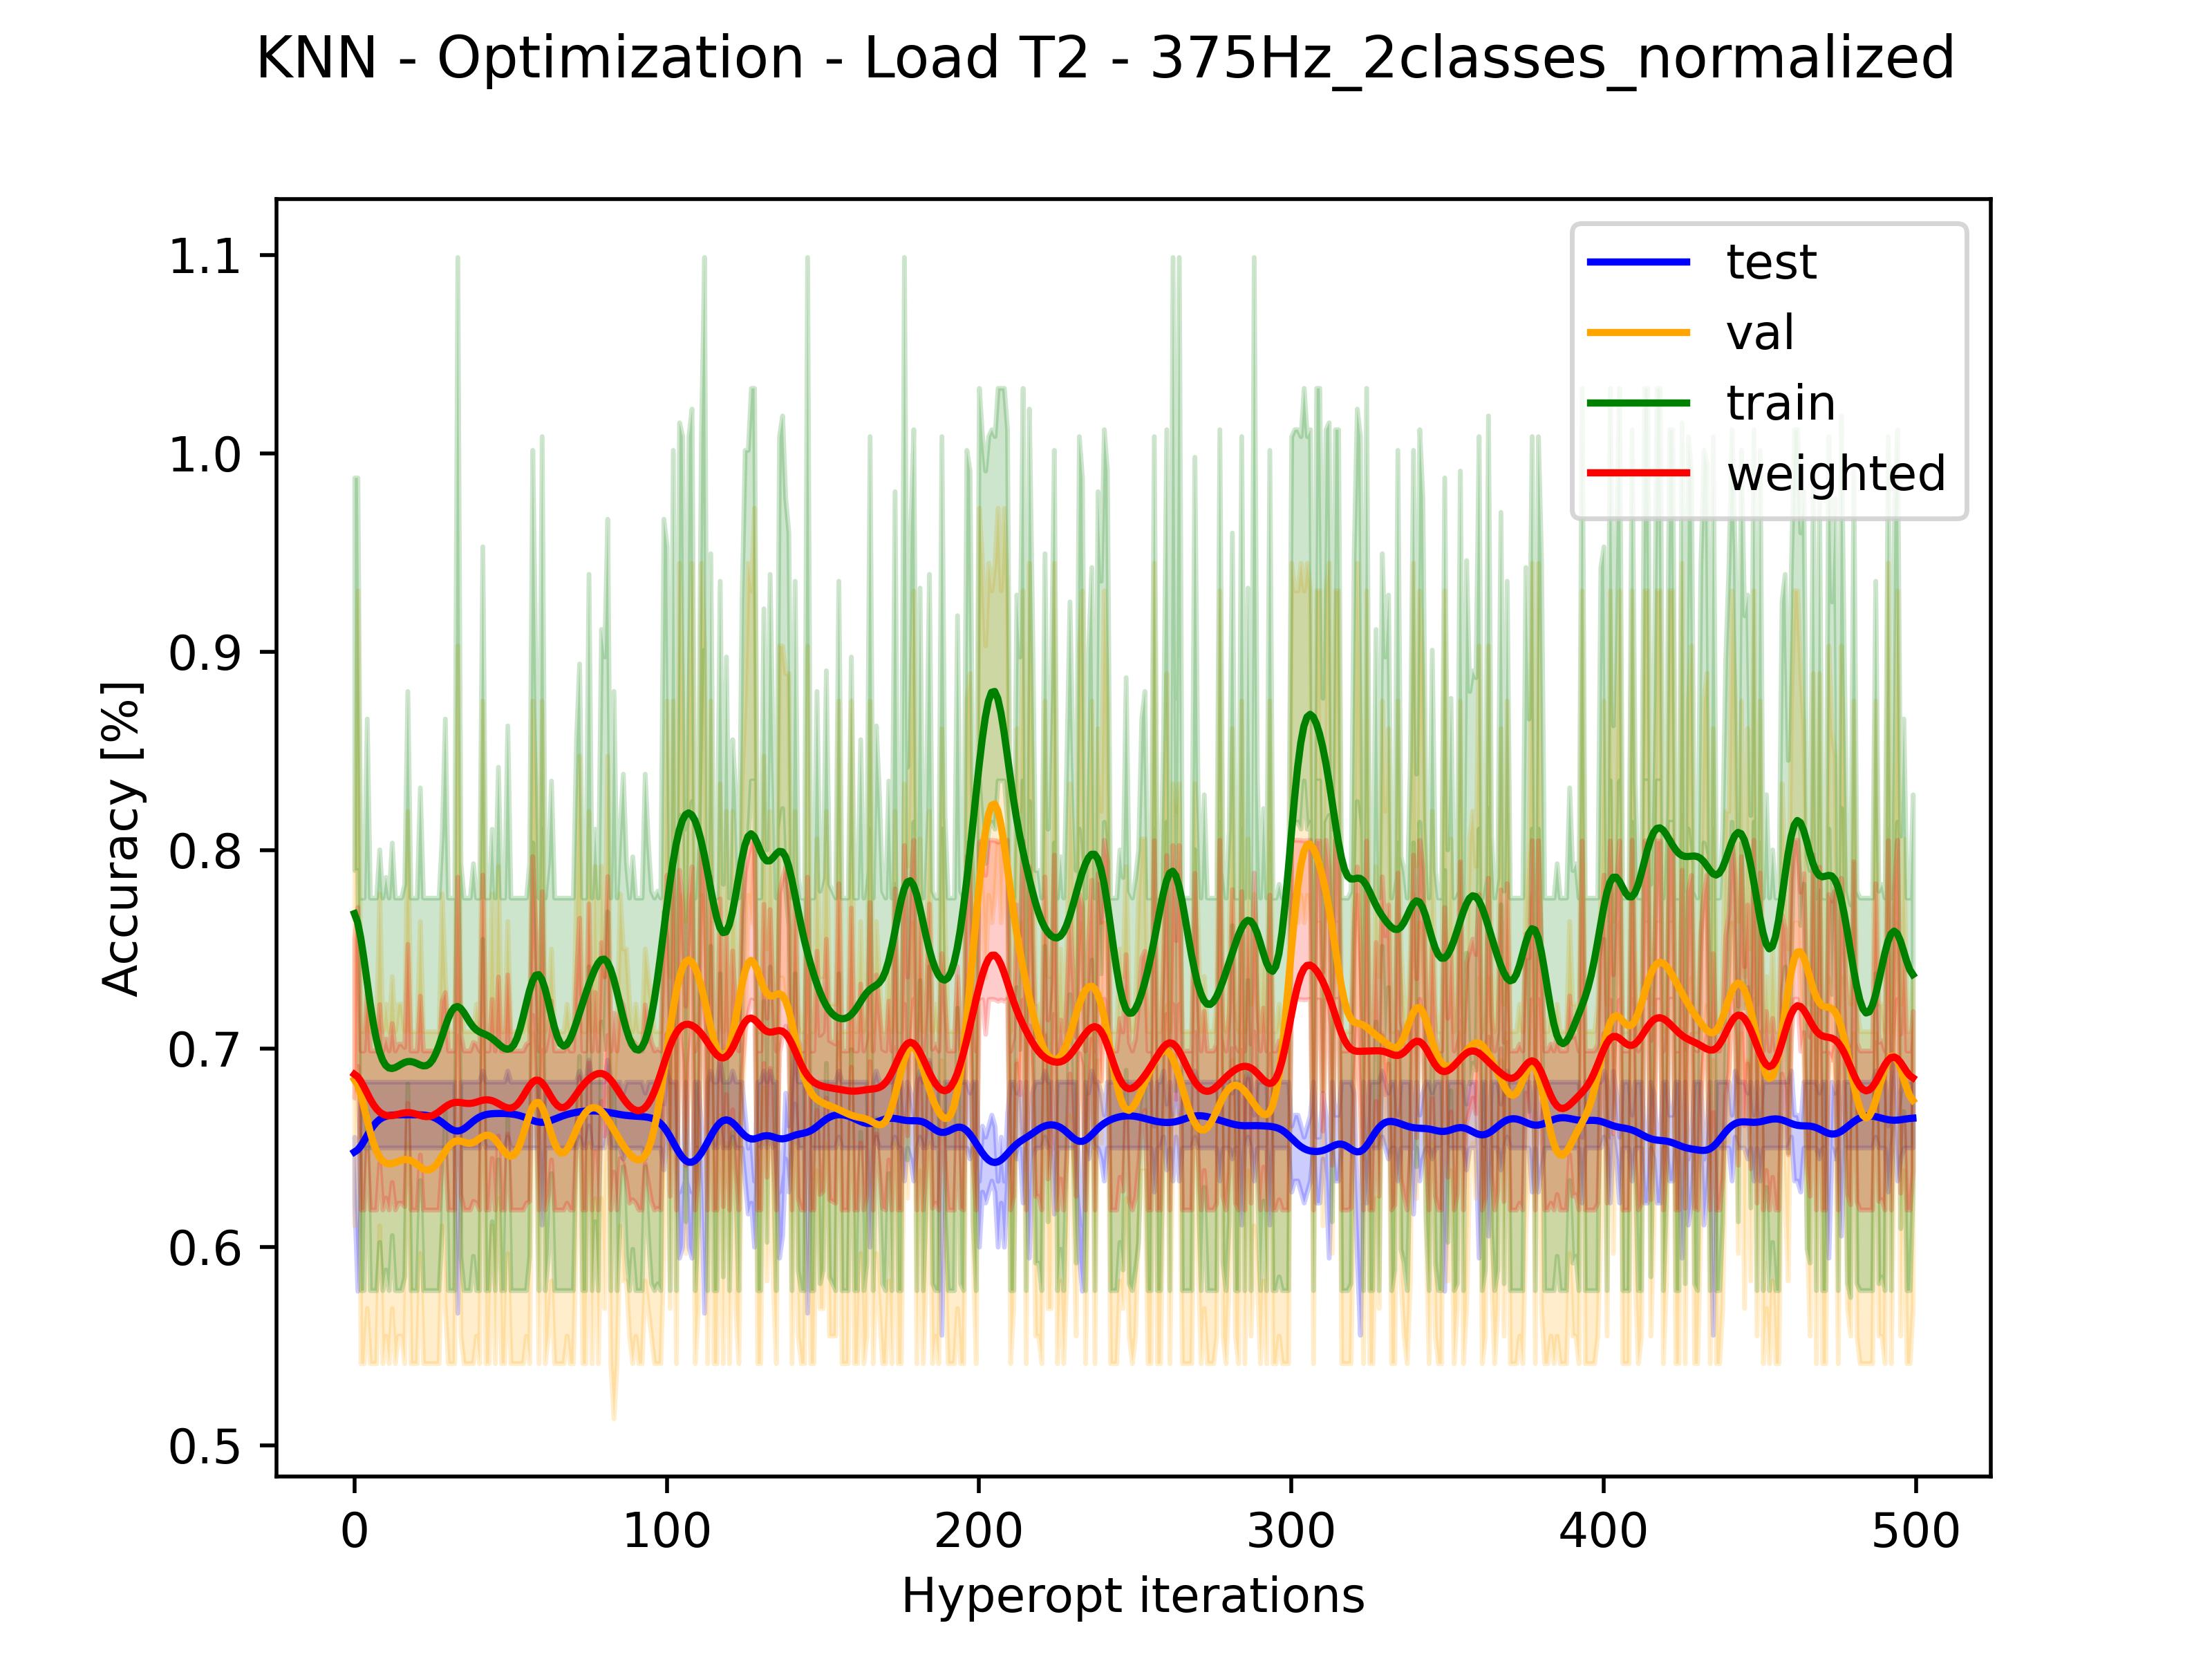 KNN - Optimization - Load T2 - 375Hz_2classes_normalized
test
val
train
weighted
1.1
1.0
0.9
0.8
0.7
0.6
0.5
Accuracy [%]
0 100 200 300 400 500
Hyperopt iterations